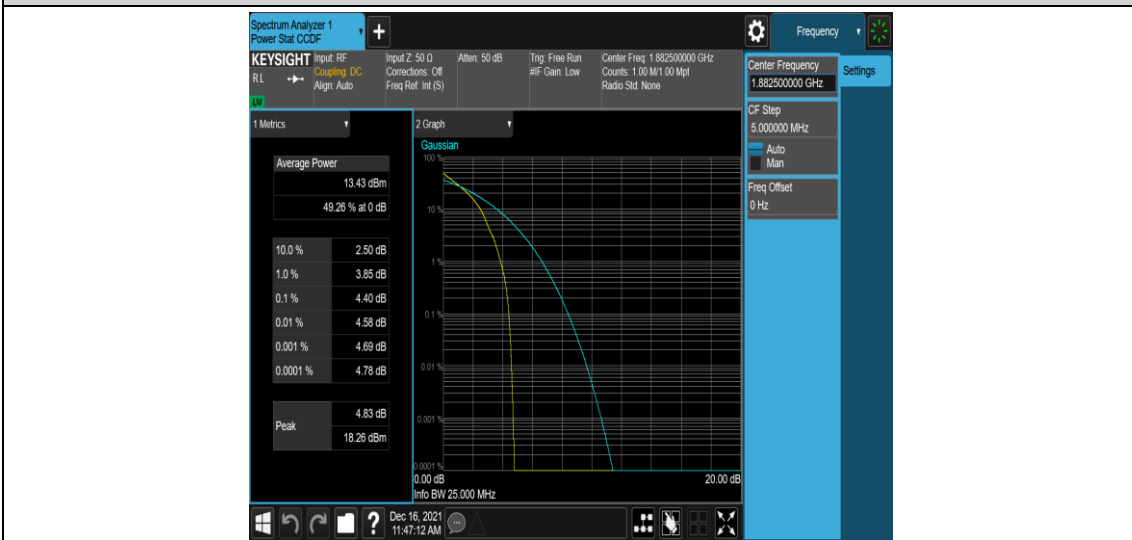 Spectrum Analyzer 1
Power Stat CCDF
Frequency
KEYSIGHT
RL
LXI
Input: RF
Coupling: DC
Align: Auto
Input Z: 50 Ω
Corrections: Off
Freq Ref: Int (S)
Atten: 50 dB
Trig: Free Run
#IF Gain: Low
Center Freq: 1.882500000 GHz
Counts: 1.00 M/1.00 Mpt
Radio Std: None
Center Frequency
1.882500000 GHz
Settings
CF Step
5.000000 MHz
Auto
Man
Freq Offset
0 Hz
1 Metrics
Average Power
13.43 dBm
49.26 % at 0 dB
10.0 % 2.50 dB
1.0 % 3.85 dB
0.1 % 4.40 dB
0.01 % 4.58 dB
0.001 % 4.69 dB
0.0001 % 4.78 dB
Peak
4.83 dB
18.26 dBm
2 Graph
Gaussian
100 %
10 %
1 %
0.1 %
0.01 %
0.001 %
0.0001 %
0.00 dB 20.00 dB
Info BW 25.000 MHz
?
Dec 16, 2021
11:47:12 AM